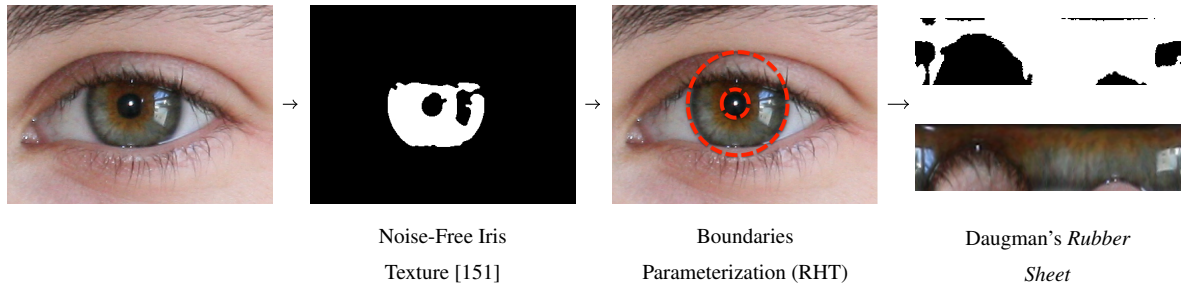 Noise-Free Iris
Texture [151]
Boundaries
Parameterization (RHT)
Daugman's Rubber
Sheet